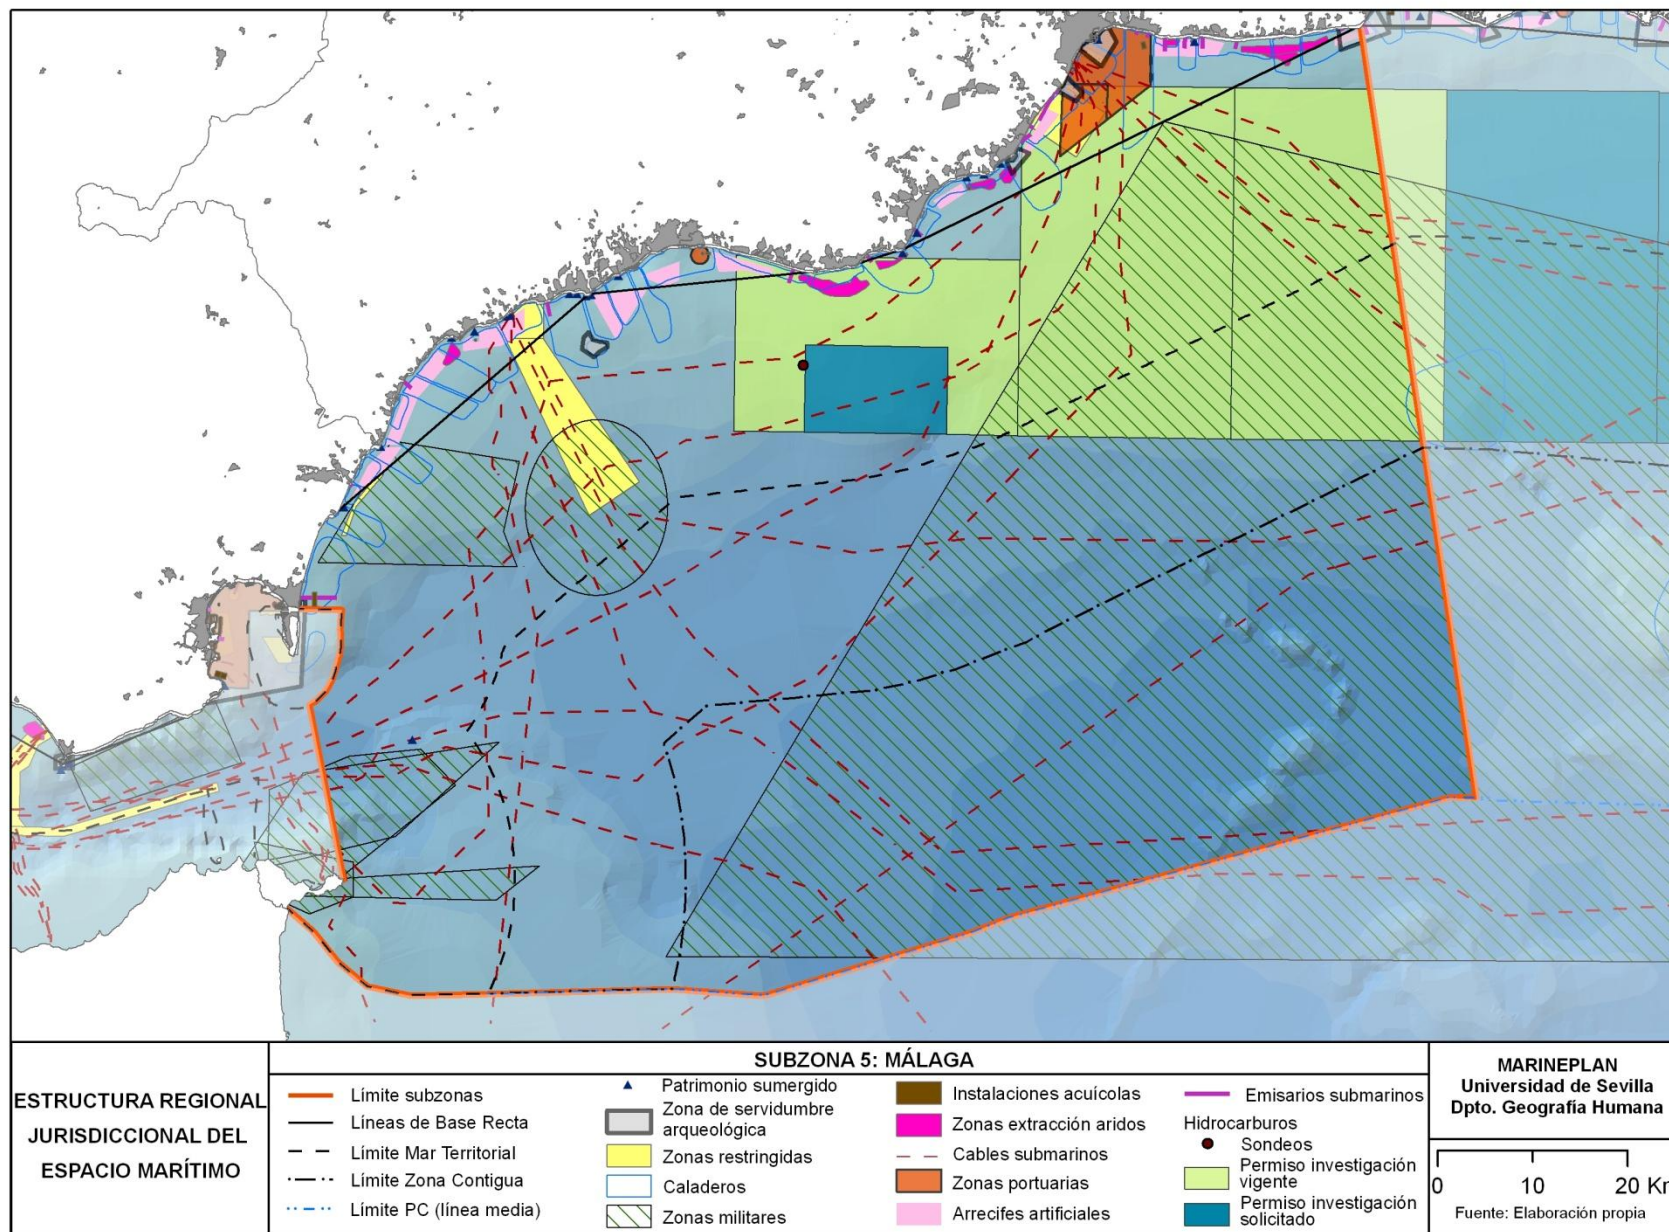 ESTRUCTURA REGIONAL
JURISDICCIONAL DEL
ESPACIO MARÍTIMO
SUBZONA 5: MÁLAGA
Límite subzonas
Líneas de Base Recta
Límite Mar Territorial
Límite Zona Contigua
Límite PC (línea media)
Patrimonio sumergido
Zona de servidumbre
arqueológica
Zonas restringidas
Caladeros
Zonas militares
Instalaciones acuícolas
Zonas extracción aridos
Cables submarinos
Zonas portuarias
Arrecifes artificiales
Emisarios submarinos
Hidrocarburos
Sondeos
Permiso investigación
vigente
Permiso investigación
solicitado
MARINEPLAN
Universidad de Sevilla
Dpto. Geografía Humana
0 10 20 Km
Fuente: Elaboración propia